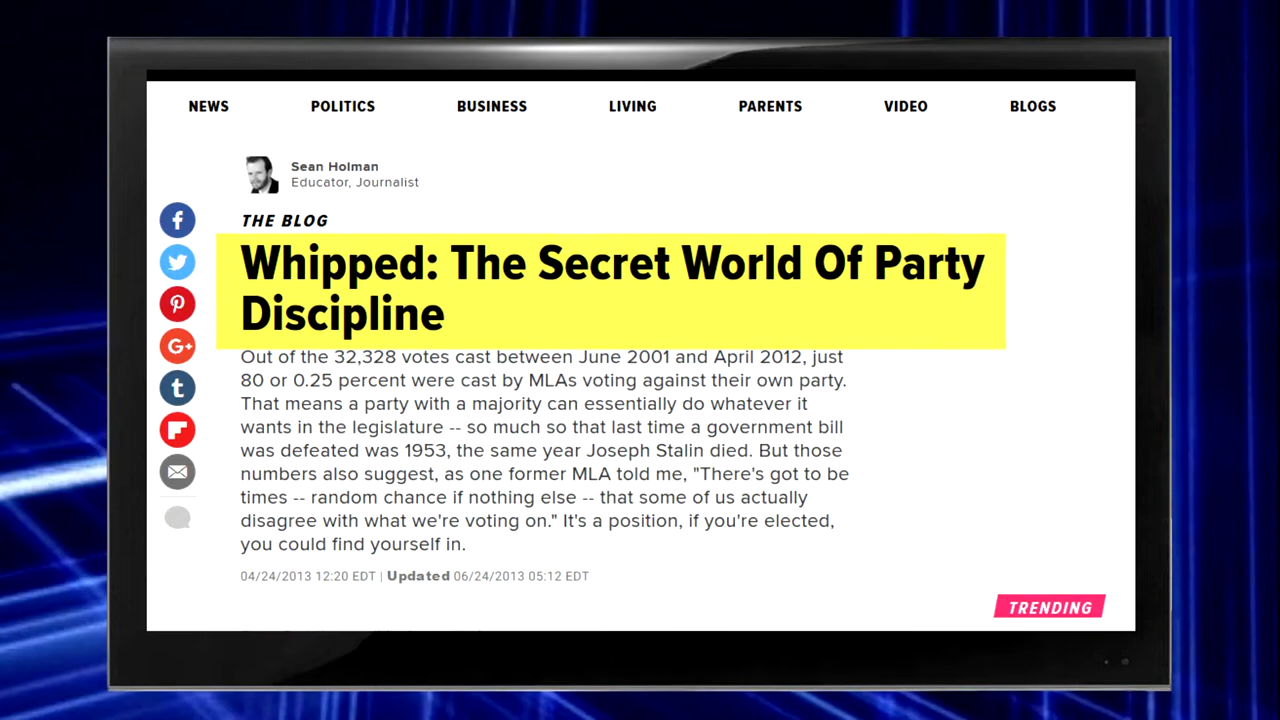 NEWS POLITICS BUSINESS LIVING PARENTS VIDEO BLOGS
Sean Holman
Educator, Journalist
THE BLOG
Whipped: The Secret World Of Party
Discipline
Out of the 32,328 votes cast between June 2001 and April 2012, just
80 or 0.25 percent were cast by MLAs voting against their own party.
That means a party with a majority can essentially do whatever it
wants in the legislature -- so much so that last time a government bill
was defeated was 1953, the same year Joseph Stalin died. But those
numbers also suggest, as one former MLA told me, "There's got to be
times -- random chance if nothing else -- that some of us actually
disagree with what we're voting on." It's a position, if you're elected,
you could find yourself in.
04/24/2013 12:20 EDT | Updated 06/24/2013 05:12 EDT
TRENDING